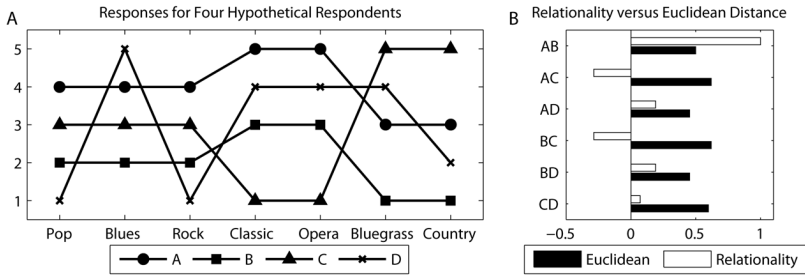 A
Responses for Four Hypothetical Respondents
5
4
3
2
1
Pop Blues Rock Classic Opera Bluegrass Country
A B C D
B
Relationality versus Euclidean Distance
AB
AC
AD
BC
BD
CD
−0.5 0 0.5 1
Euclidean Relationality